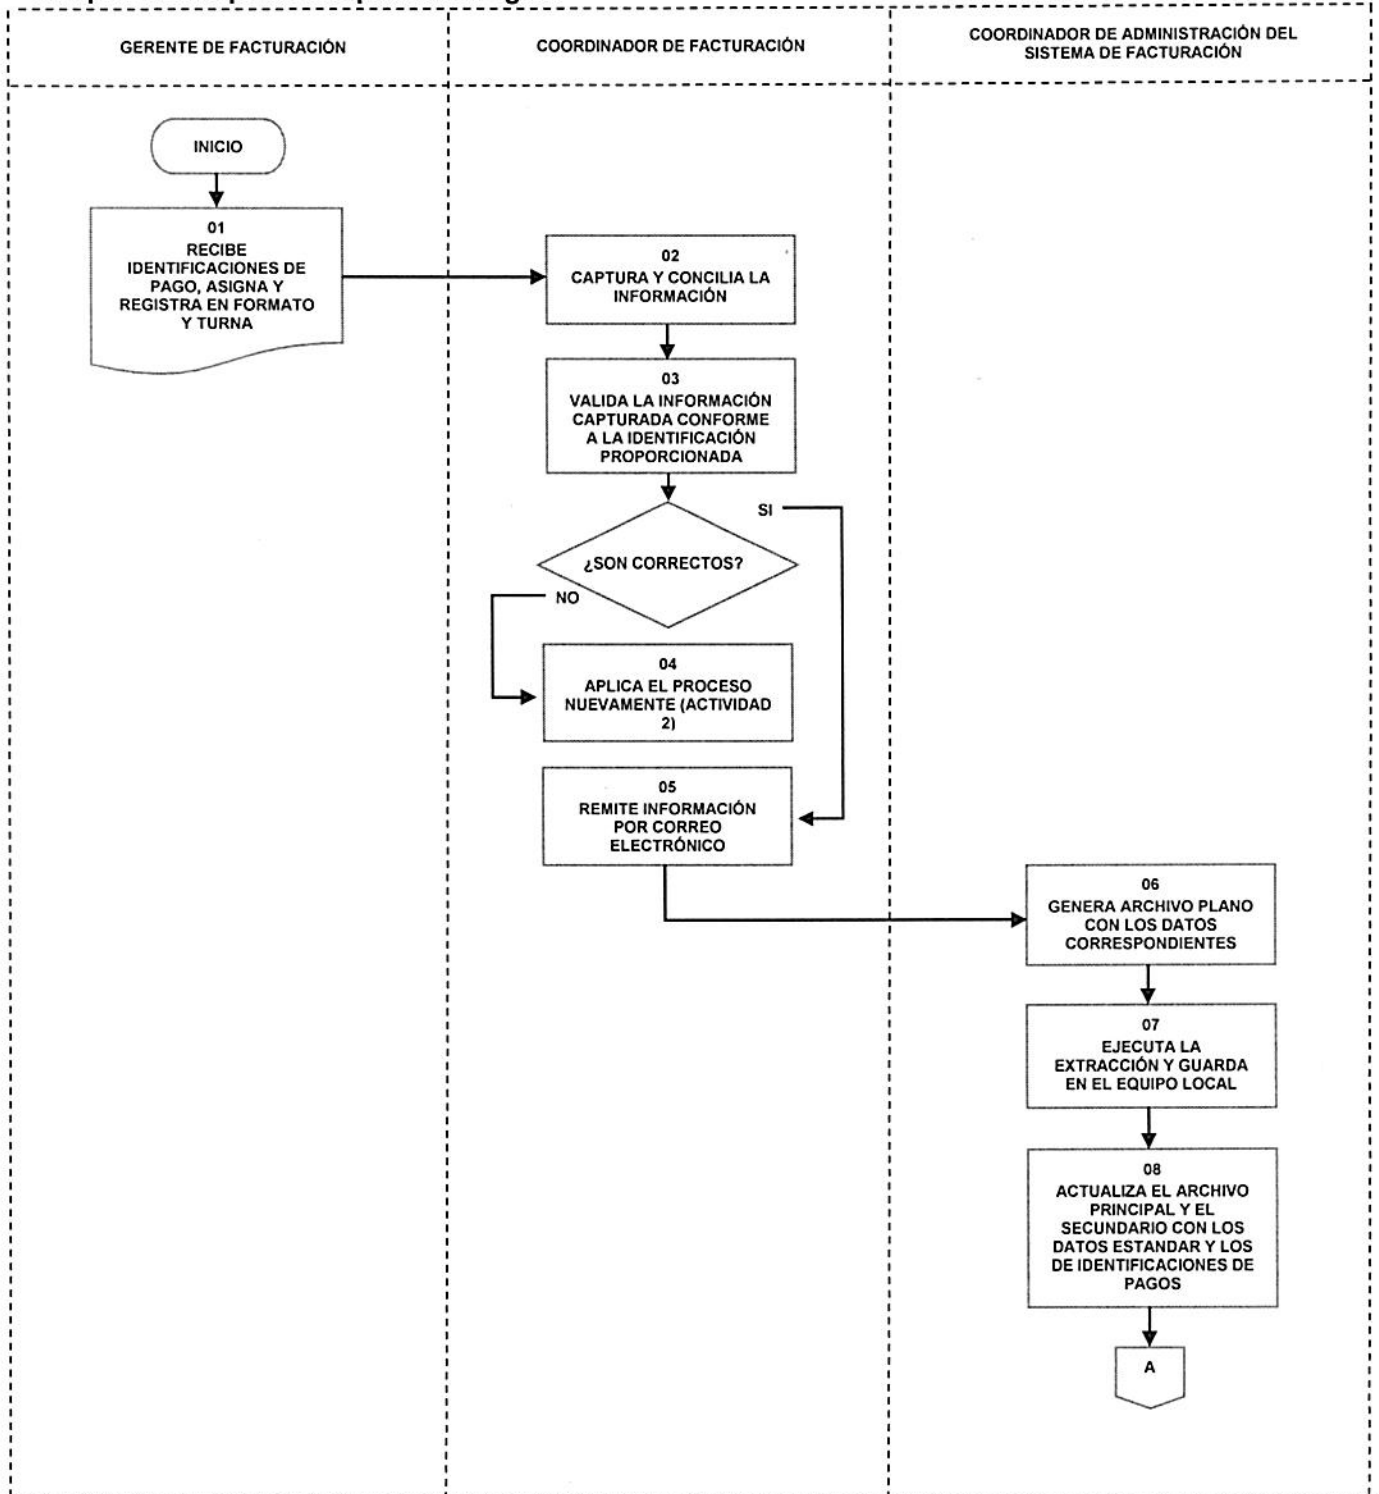 GERENTE DE FACTURACIÓN
COORDINADOR DE FACTURACIÓN
COORDINADOR DE ADMINISTRACIÓN DEL
SISTEMA DE FACTURACIÓN
INICIO
01
RECIBE
IDENTIFICACIONES DE
PAGO, ASIGNA Y
REGISTRA EN FORMATO
Y TURNA
02
CAPTURA Y CONCILIA LA
INFORMACIÓN
03
VALIDA LA INFORMACIÓN
CAPTURADA CONFORME
A LA IDENTIFICACIÓN
PROPORCIONADA
SI
¿SON CORRECTOS?
NO
04
APLICA EL PROCESO
NUEVAMENTE (ACTIVIDAD
2)
05
REMITE INFORMACIÓN
POR CORREO
ELECTRÓNICO
06
GENERA ARCHIVO PLANO
CON LOS DATOS
CORRESPONDIENTES
07
EJECUTA LA
EXTRACCIÓN Y GUARDA
EN EL EQUIPO LOCAL
08
ACTUALIZA EL ARCHIVO
PRINCIPAL Y EL
SECUNDARIO CON LOS
DATOS ESTANDAR Y LOS
DE IDENTIFICACIONES DE
PAGOS
A